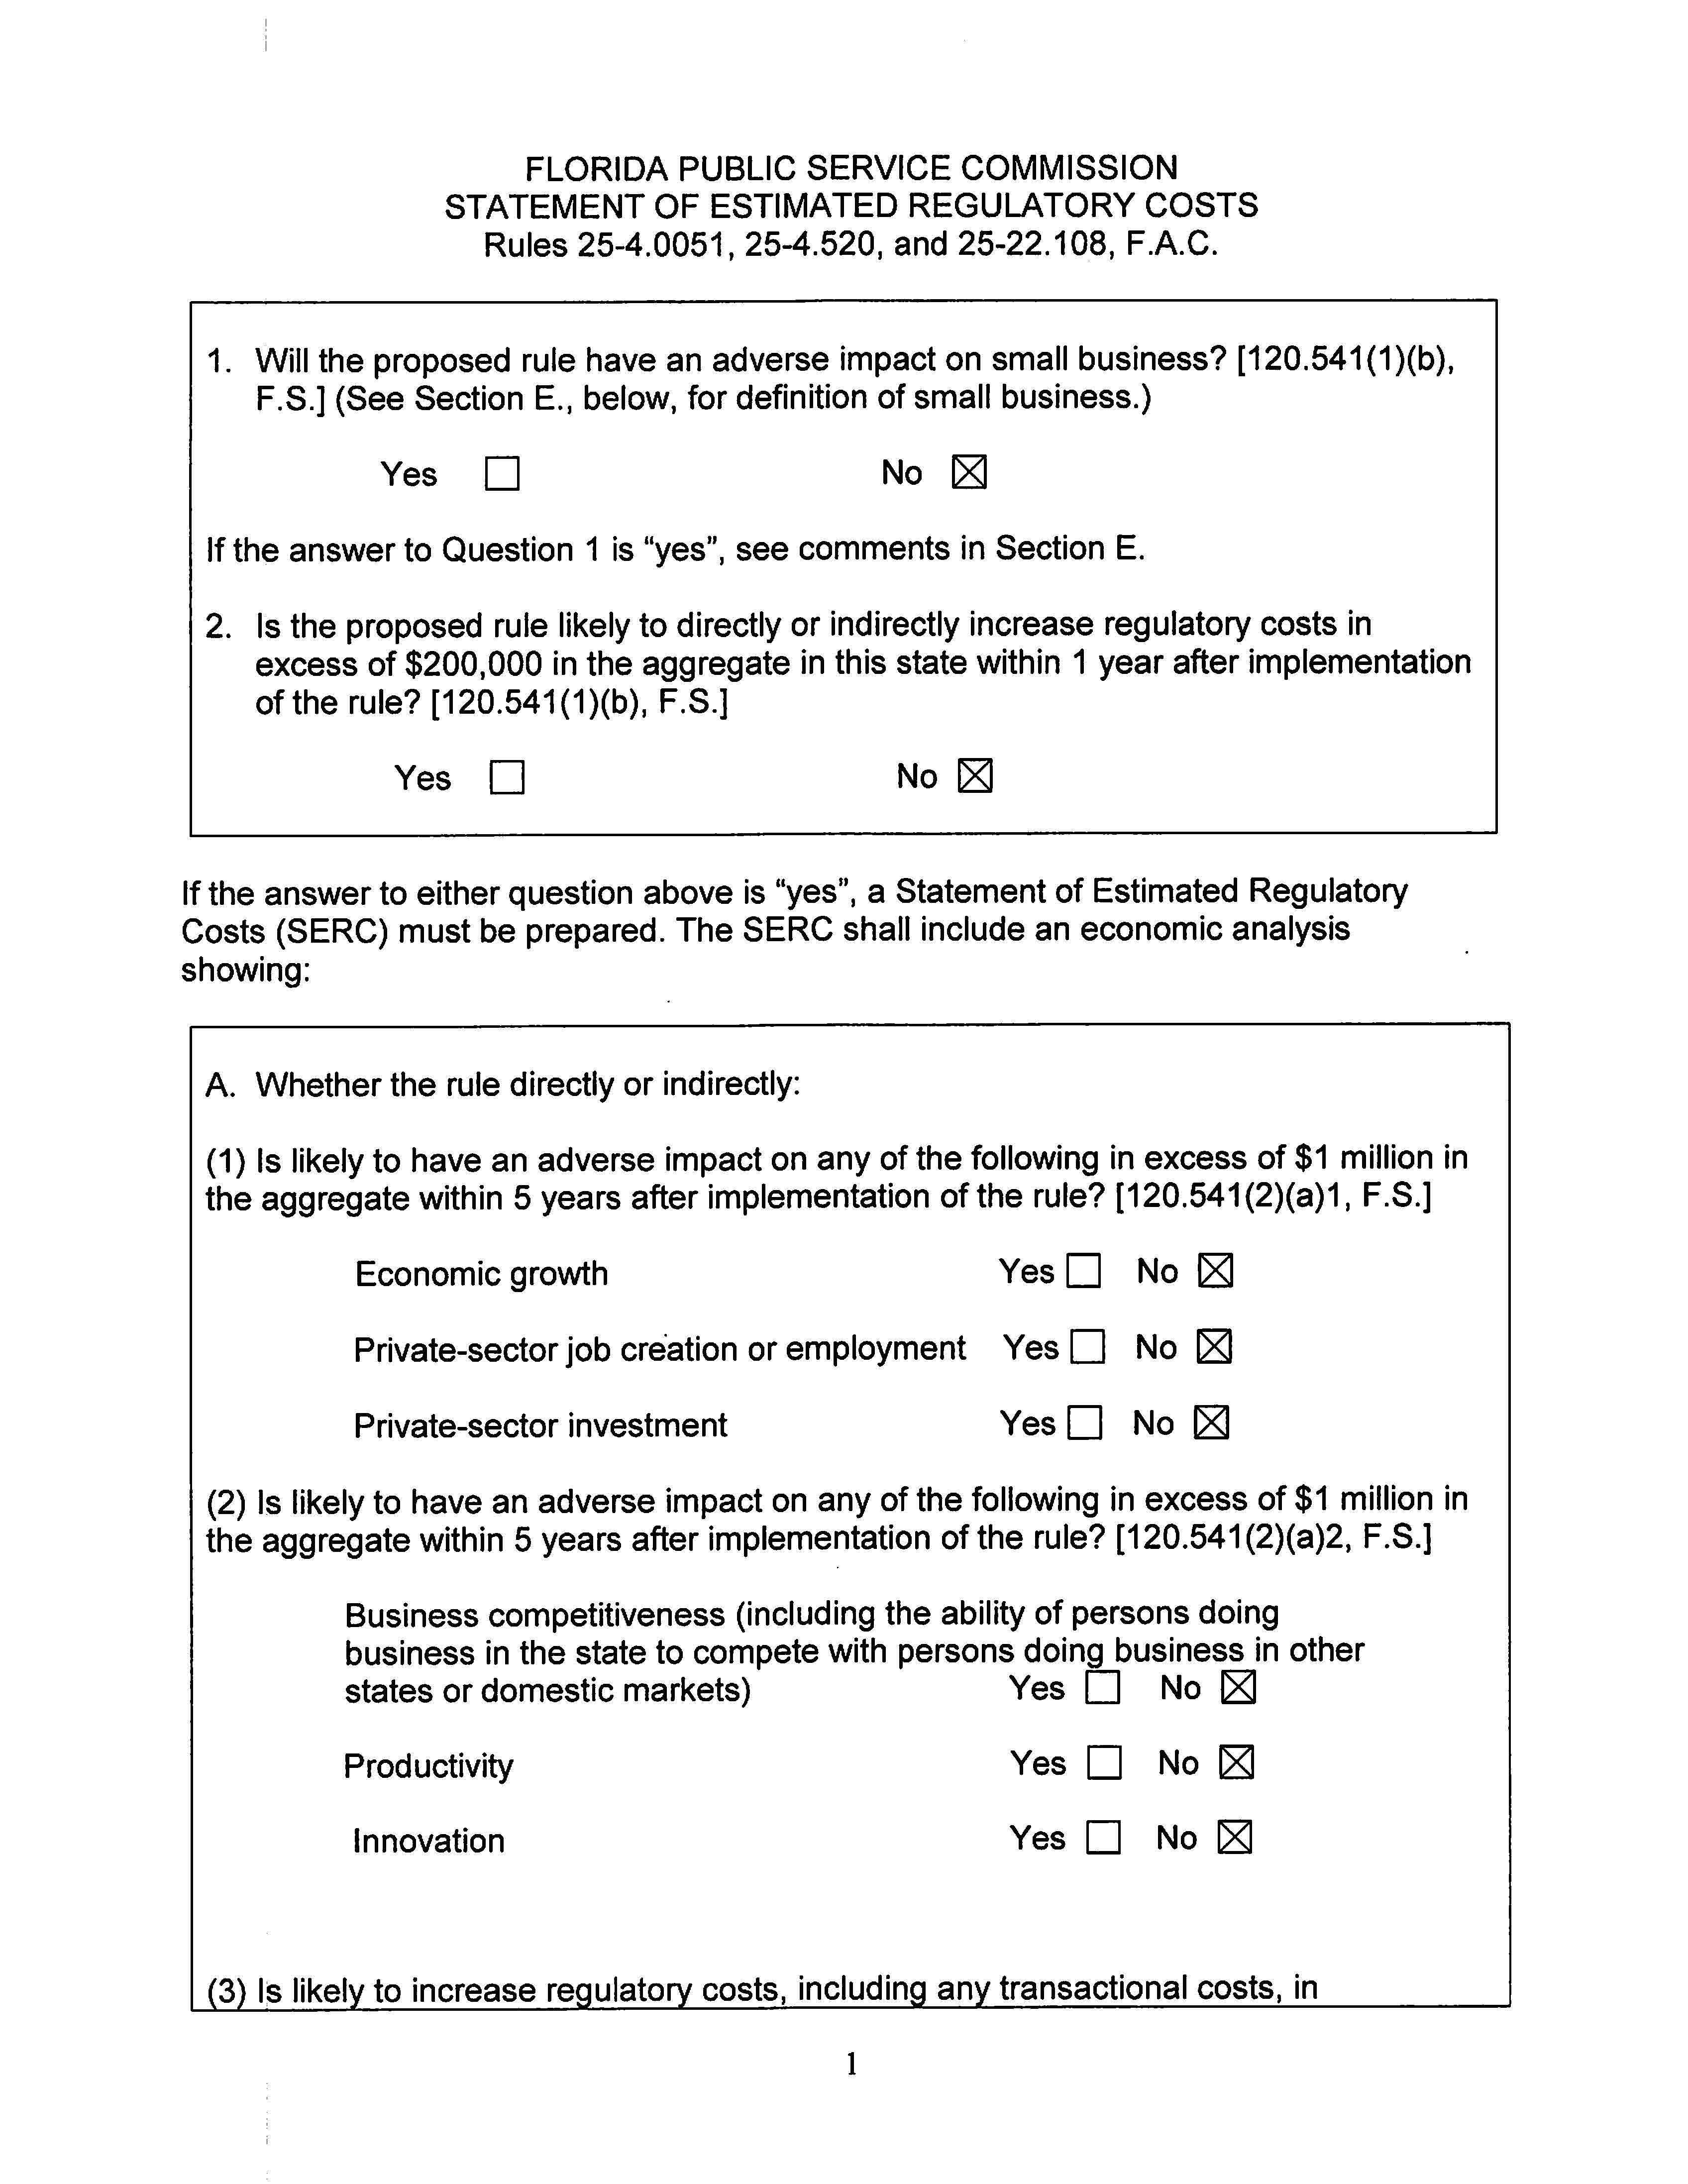 FLORIDA PUBLIC SERVICE COMMISSION
STATEMENT OF ESTIMATED REGULATORY COSTS
Rules 25-4.0051, 25-4.520, and 25-22.108, F.A.C.
1. Will the proposed rule have an adverse impact on small business? [120.541(1)(b),
F.S.] (See Section E., below, for definition of small business.)
Yes ☐ No ☒
If the answer to Question 1 is “yes”, see comments in Section E.
2. Is the proposed rule likely to directly or indirectly increase regulatory costs in
excess of $200,000 in the aggregate in this state within 1 year after implementation
of the rule? [120.541(1)(b), F.S.]
Yes ☐ No ☒
If the answer to either question above is “yes”, a Statement of Estimated Regulatory
Costs (SERC) must be prepared. The SERC shall include an economic analysis
showing:
A. Whether the rule directly or indirectly:
(1) Is likely to have an adverse impact on any of the following in excess of $1 million in
the aggregate within 5 years after implementation of the rule? [120.541(2)(a)1, F.S.]
Economic growth Yes ☐ No ☒
Private-sector job creation or employment Yes ☐ No ☒
Private-sector investment Yes ☐ No ☒
(2) Is likely to have an adverse impact on any of the following in excess of $1 million in
the aggregate within 5 years after implementation of the rule? [120.541(2)(a)2, F.S.]
Business competitiveness (including the ability of persons doing
business in the state to compete with persons doing business in other
states or domestic markets) Yes ☐ No ☒
Productivity Yes ☐ No ☒
Innovation Yes ☐ No ☒
(3) Is likely to increase regulatory costs, including any transactional costs, in
1